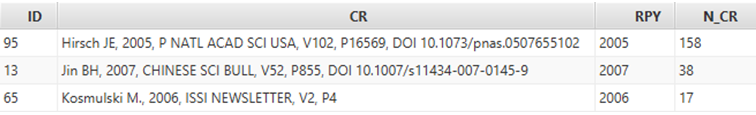 ID CR RPY N_CR
95 Hirsch JE, 2005, P NATL ACAD SCI USA, V102, P16569, DOI 10.1073/pnas.0507655102 2005 158
13 Jin BH, 2007, CHINESE SCI BULL, V52, P855, DOI 10.1007/s11434-007-0145-9 2007 38
65 Kosmulski M., 2006, ISSI NEWSLETTER, V2, P4 2006 17